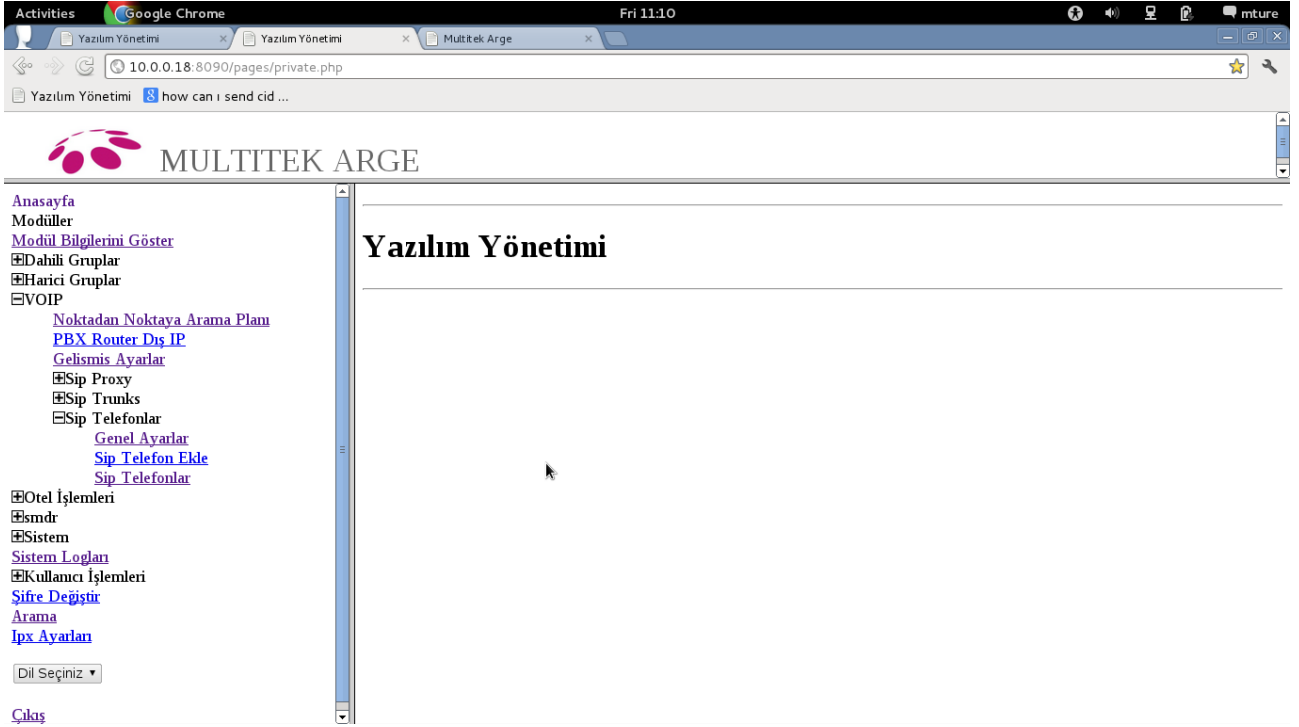 Activities Google Chrome Fri 11:10 mture
Yazılım Yönetimi Yazılım Yönetimi Multitek Arge
10.0.0.18:8090/pages/private.php
Yazılım Yönetimi how can ı send cid ...
MULTITEK ARGE
Anasayfa
Modüller
Modül Bilgilerini Göster
Dahili Gruplar
Harici Gruplar
VOIP
Noktadan Noktaya Arama Planı
PBX Router Dış IP
Gelismis Ayarlar
Sip Proxy
Sip Trunks
Sip Telefonlar
Genel Ayarlar
Sip Telefon Ekle
Sip Telefonlar
Otel İşlemleri
smdr
Sistem
Sistem Logları
Kullanıcı İşlemleri
Şifre Değiştir
Arama
Ipx Ayarları
Dil Seçiniz
Çıkış
Yazılım Yönetimi